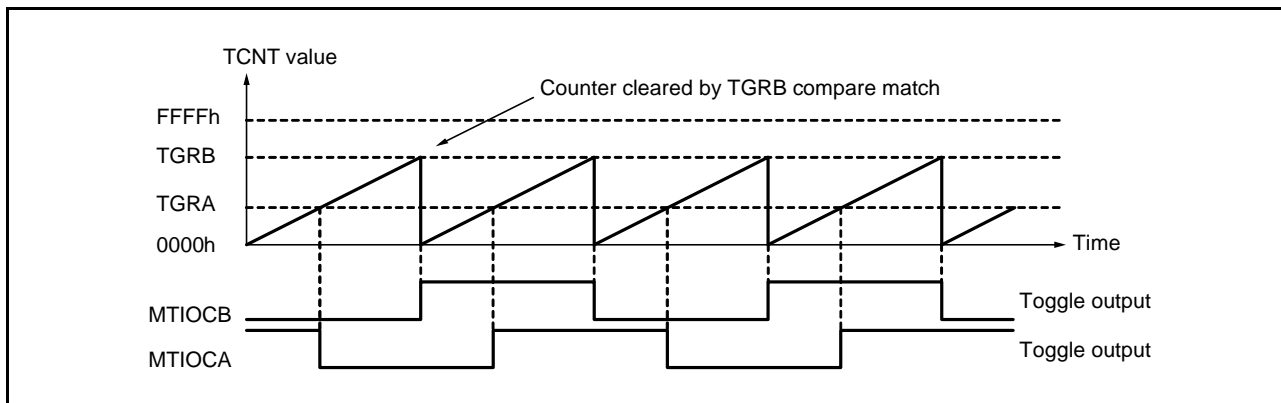 TCNT value
Counter cleared by TGRB compare match
FFFFh
TGRB
TGRA
0000h
Time
MTIOCB
Toggle output
MTIOCA
Toggle output